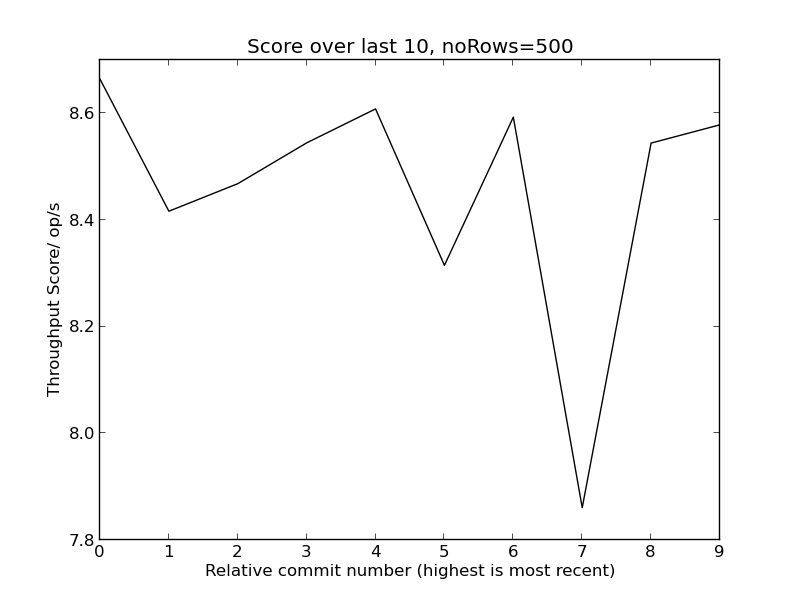 Score over last 10, noRows=500
8.6
8.4
8.2
8.0
7.8
Throughput Score/ op/s
0 1 2 3 4 5 6 7 8 9
Relative commit number (highest is most recent)